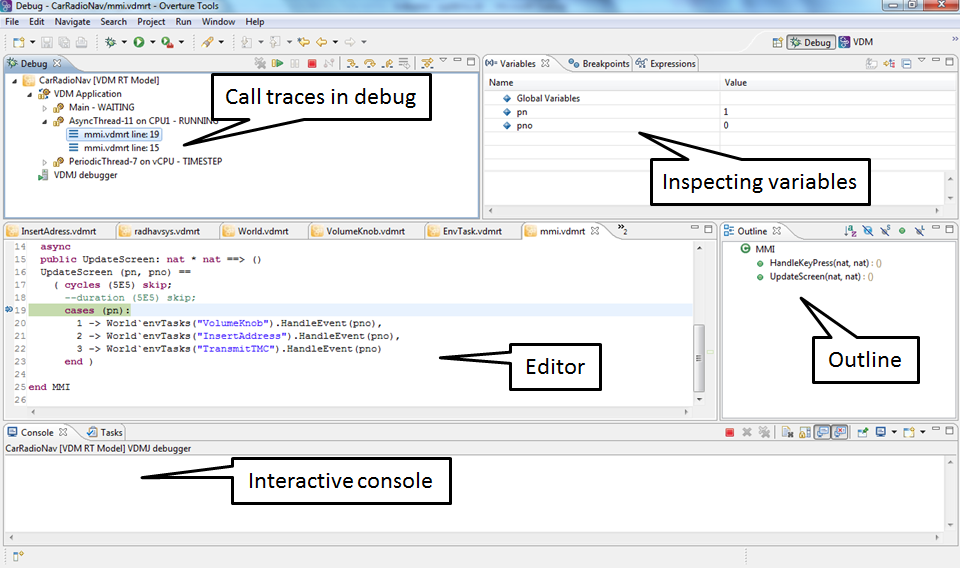 Debug - CarRadioNav/mmi.vdmrt - Overture Tools
File Edit Navigate Search Project Run Window Help
Debug VDM
Debug
CarRadioNav [VDM RT Model]
VDM Application
Main - WAITING
AsyncThread-11 on CPU1 - RUNNING
mmi.vdmrt line: 19
mmi.vdmrt line: 15
PeriodicThread-7 on vCPU - TIMESTEP
VDMJ debugger
Call traces in debug
Variables Breakpoints Expressions
Name Value
Global Variables
pn 1
pno 0
Inspecting variables
InsertAdress.vdmrt radhavsys.vdmrt World.vdmrt VolumeKnob.vdmrt EnvTask.vdmrt mmi.vdmrt 2
14 async
15 public UpdateScreen: nat * nat ==> ()
16 UpdateScreen (pn, pno) ==
17 ( cycles (5E5) skip;
18 --duration (5E5) skip;
19 cases (pn):
20 1 -> World`envTasks("VolumeKnob").HandleEvent(pno),
21 2 -> World`envTasks("InsertAddress").HandleEvent(pno),
22 3 -> World`envTasks("TransmitTMC").HandleEvent(pno)
23 end )
24
25 end MMI
26
Editor
Outline
MMI
HandleKeyPress(nat, nat) : ()
UpdateScreen(nat, nat) : ()
Outline
Console Tasks
CarRadioNav [VDM RT Model] VDMJ debugger
Interactive console